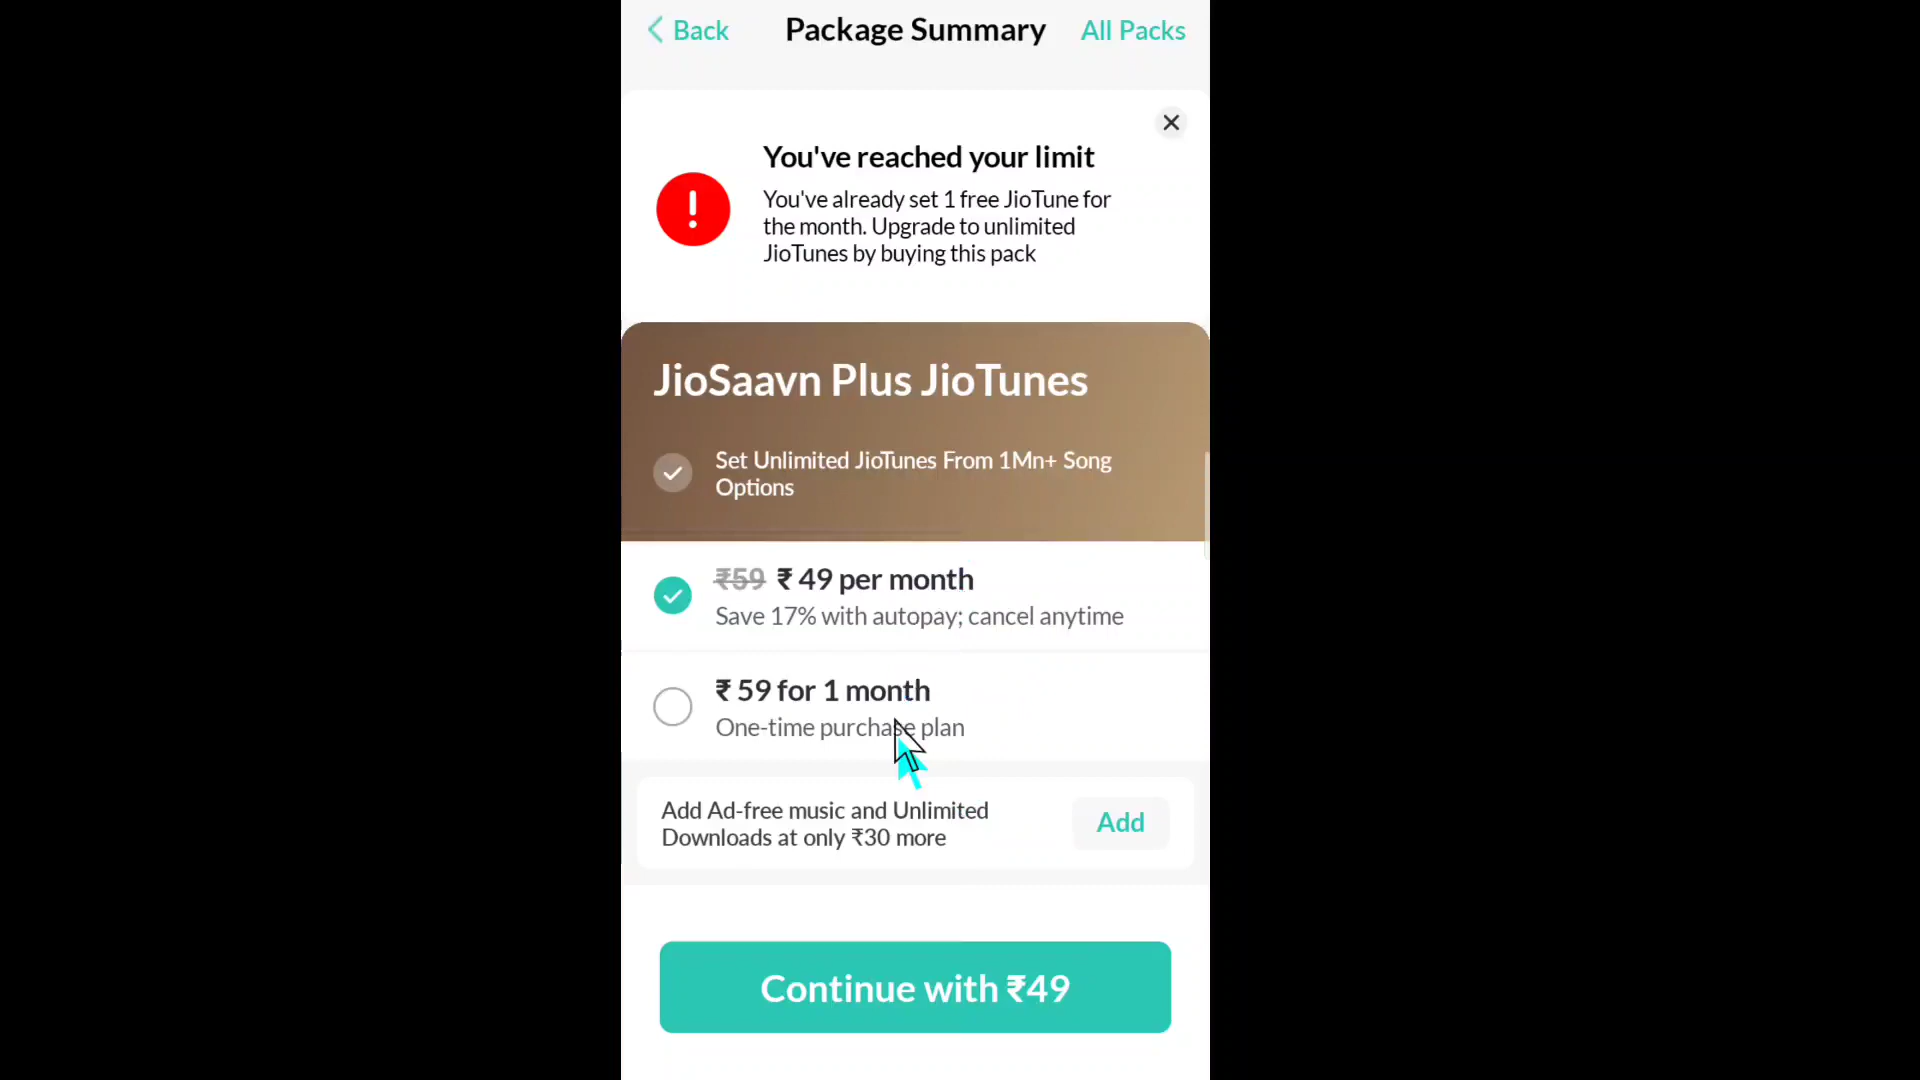 Back
Package Summary
All Packs
You've reached your limit
You've already set 1 free JioTune for
the month. Upgrade to unlimited
JioTunes by buying this pack
JioSaavn Plus JioTunes
Set Unlimited JioTunes From 1Mn+ Song
Options
₹59 ₹ 49 per month
Save 17% with autopay; cancel anytime
₹ 59 for 1 month
One-time purchase plan
Add Ad-free music and Unlimited
Downloads at only ₹30 more
Add
Continue with ₹49